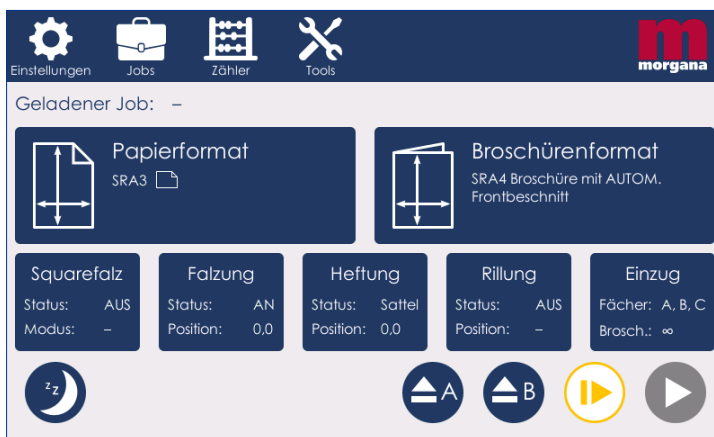 Einstellungen Jobs Zähler Tools
morgana
Geladener Job: –
Papierformat
SRA3
Broschürenformat
SRA4 Broschüre mit AUTOM.
Frontbeschnitt
Squarefalz
Status: AUS
Modus: –
Falzung
Status: AN
Position: 0,0
Heftung
Status: Sattel
Position: 0,0
Rillung
Status: AUS
Position: –
Einzug
Fächer: A, B, C
Brosch.: ∞
zz
A
B